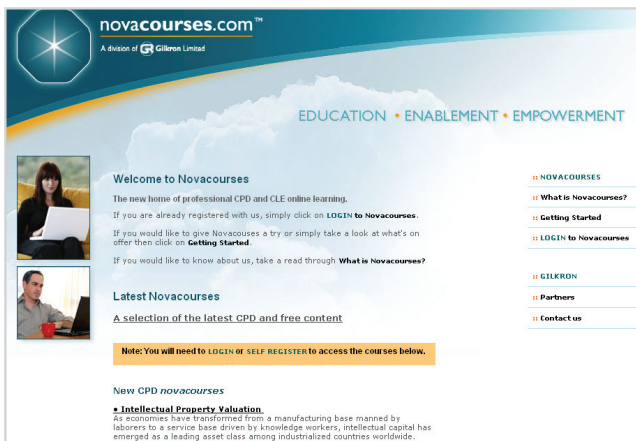 novacourses.com™
A division of GR Gilkron Limited
EDUCATION • ENABLEMENT • EMPOWERMENT
Welcome to Novacourses
The new home of professional CPD and CLE online learning.
If you are already registered with us, simply click on LOGIN to Novacourses.
If you would like to give Novacouses a try or simply take a look at what's on
offer then click on Getting Started.
If you would like to know about us, take a read through What is Novacourses?
Latest Novacourses
A selection of the latest CPD and free content
Note: You will need to LOGIN or SELF REGISTER to access the courses below.
New CPD novacourses
• Intellectual Property Valuation
As economies have transformed from a manufacturing base manned by
laborers to a service base driven by knowledge workers, intellectual capital has
emerged as a leading asset class among industrialized countries worldwide.
:: NOVACOURSES
:: What is Novacourses?
:: Getting Started
:: LOGIN to Novacourses
:: GILKRON
:: Partners
:: Contact us